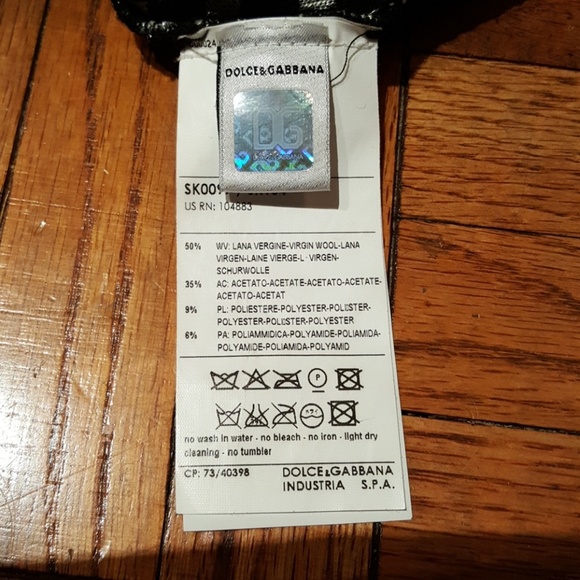 DOLCE&GABBANA
DG
US RN: 104883
50% WV: LANA VERGINE-VIRGIN WOOL-LANA
VIRGEN-LAINE VIERGE-L· VIRGEN-
SCHURWOLLE
35% AC: ACETATO-ACETATE-ACETATO-ACETATE-
ACETATO-ACETAT
9% PL: POLIESTERE-POLYESTER-POLIESTER-
POLYESTER-POLIESTER-POLYESTER
6% PA: POLIAMMIDICA-POLYAMIDE-POLIAMIDA-
POLYAMIDE-POLIAMIDA-POLYAMID
P
no wash in water - no bleach - no iron - light dry
cleaning - no tumbler
CP: 73/40398
DOLCE&GABBANA
INDUSTRIA S.P.A.